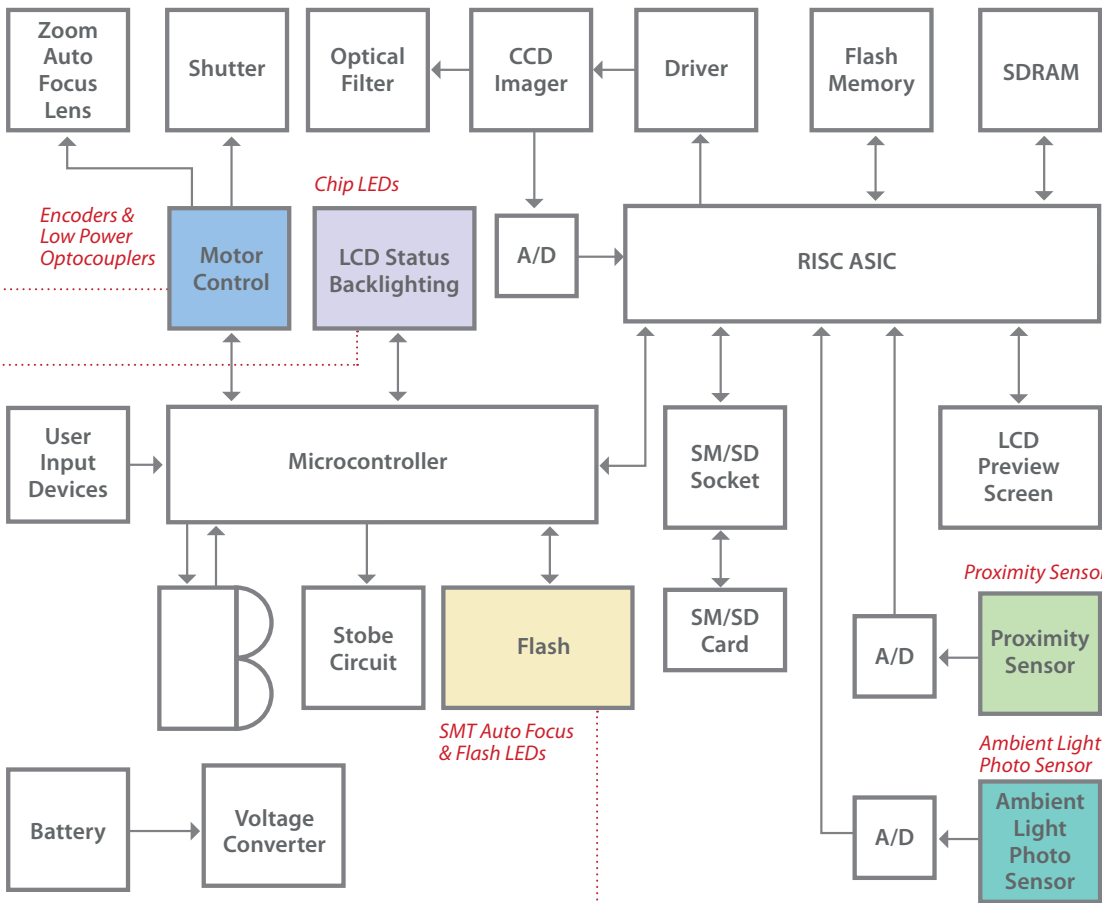 Zoom
Auto
Focus
Lens
Shutter
Optical
Filter
CCD
Imager
Driver
Flash
Memory
SDRAM
Encoders &
Low Power
Optocouplers
Motor
Control
Chip LEDs
LCD Status
Backlighting
A/D
RISC ASIC
User
Input
Devices
Microcontroller
SM/SD
Socket
LCD
Preview
Screen
Stobe
Circuit
Flash
SM/SD
Card
SMT Auto Focus
& Flash LEDs
A/D
Proximity Sensor
Proximity
Sensor
Battery
Voltage
Converter
A/D
Ambient Light
Photo Sensor
Ambient
Light
Photo
Sensor